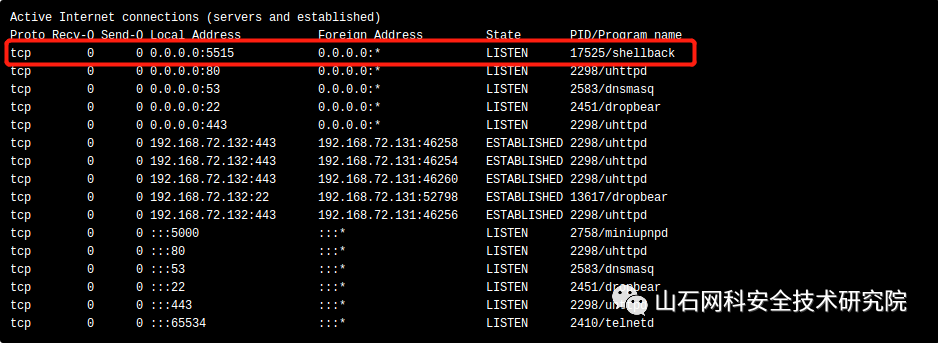 Active Internet connections (servers and established)
Proto Recv-Q Send-Q Local Address Foreign Address State PID/Program name
tcp 0 0 0.0.0.0:5515 0.0.0.0:* LISTEN 17525/shellback
tcp 0 0 0.0.0.0:80 0.0.0.0:* LISTEN 2298/uhttpd
tcp 0 0 0.0.0.0:53 0.0.0.0:* LISTEN 2583/dnsmasq
tcp 0 0 0.0.0.0:22 0.0.0.0:* LISTEN 2451/dropbear
tcp 0 0 0.0.0.0:443 0.0.0.0:* LISTEN 2298/uhttpd
tcp 0 0 192.168.72.132:443 192.168.72.131:46258 ESTABLISHED 2298/uhttpd
tcp 0 0 192.168.72.132:443 192.168.72.131:46254 ESTABLISHED 2298/uhttpd
tcp 0 0 192.168.72.132:443 192.168.72.131:46260 ESTABLISHED 2298/uhttpd
tcp 0 0 192.168.72.132:22 192.168.72.131:52798 ESTABLISHED 13617/dropbear
tcp 0 0 192.168.72.132:443 192.168.72.131:46256 ESTABLISHED 2298/uhttpd
tcp 0 0 :::5000 :::* LISTEN 2758/miniupnpd
tcp 0 0 :::80 :::* LISTEN 2298/uhttpd
tcp 0 0 :::53 :::* LISTEN 2583/dnsmasq
tcp 0 0 :::22 :::* LISTEN 2451/dropbear
tcp 0 0 :::443 :::* LISTEN 2298/uhttpd
tcp 0 0 :::65534 :::* LISTEN 2410/telnetd
山石网科安全技术研究院